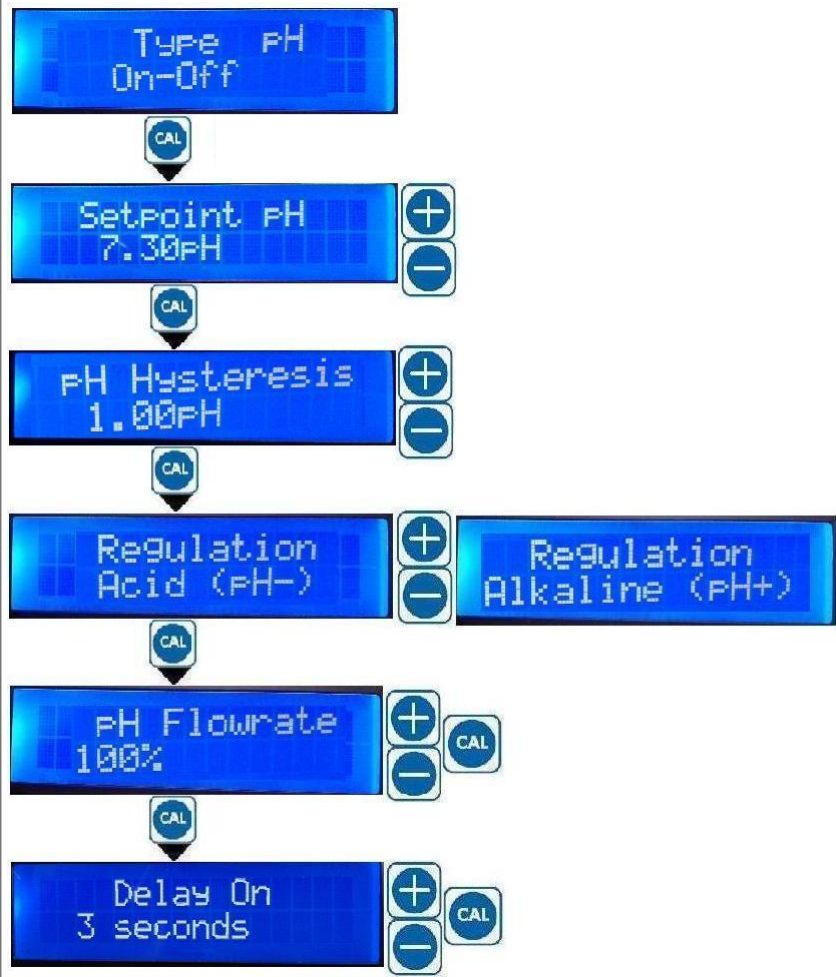 Type pH
On-Off
CAL
Setpoint pH
7.30pH
CAL
pH Hysteresis
1.00pH
CAL
Regulation
Acid (pH-)
Regulation
Alkaline (pH+)
CAL
pH Flowrate
100%
CAL
CAL
Delay On
3 seconds
CAL